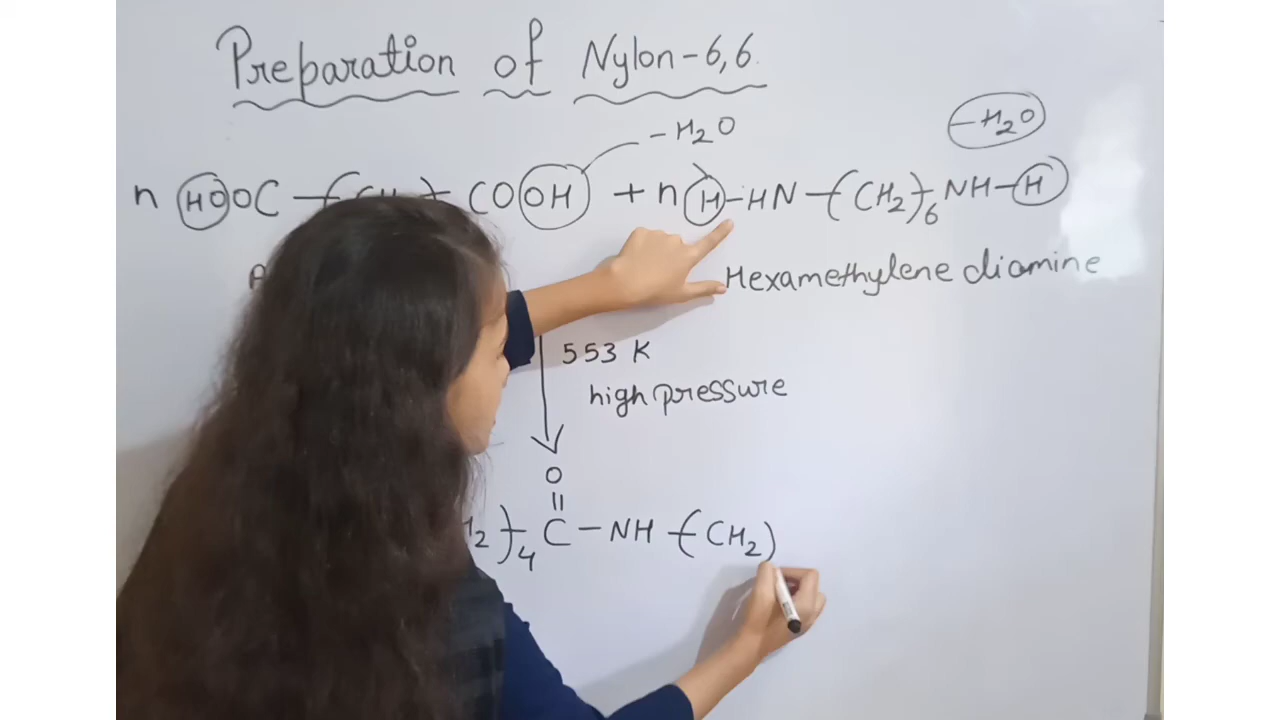 Preparation of Nylon-6,6.
-H2O
-H2O
n HOOC -( )- COOH + n H-HN-(CH2)6 NH-H
Hexamethylene diamine
553 K
high pressure
O
||
)4 C - NH -(CH2)